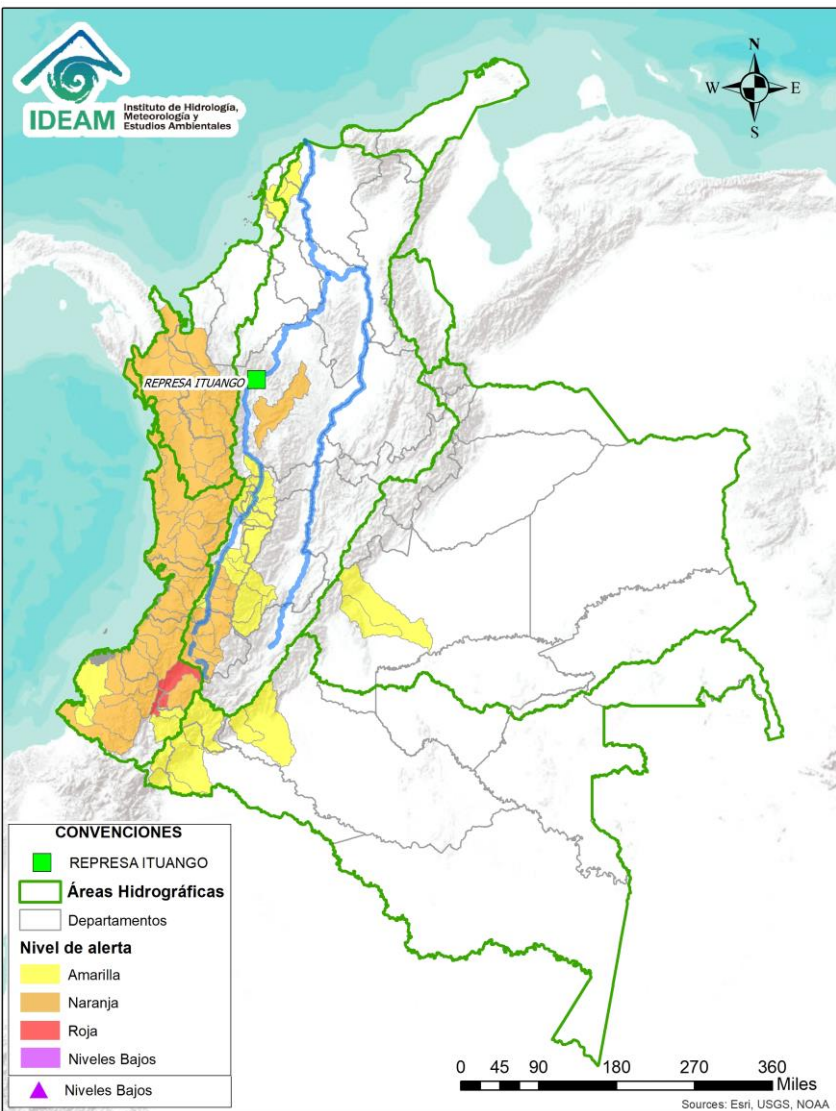 IDEAM
Instituto de Hidrología,
Meteorología y
Estudios Ambientales
N
W
E
S
REPRESA ITUANGO
CONVENCIONES
REPRESA ITUANGO
Áreas Hidrográficas
Departamentos
Nivel de alerta
Amarilla
Naranja
Roja
Niveles Bajos
Niveles Bajos
0 45 90 180 270 360
Miles
Sources: Esri, USGS, NOAA